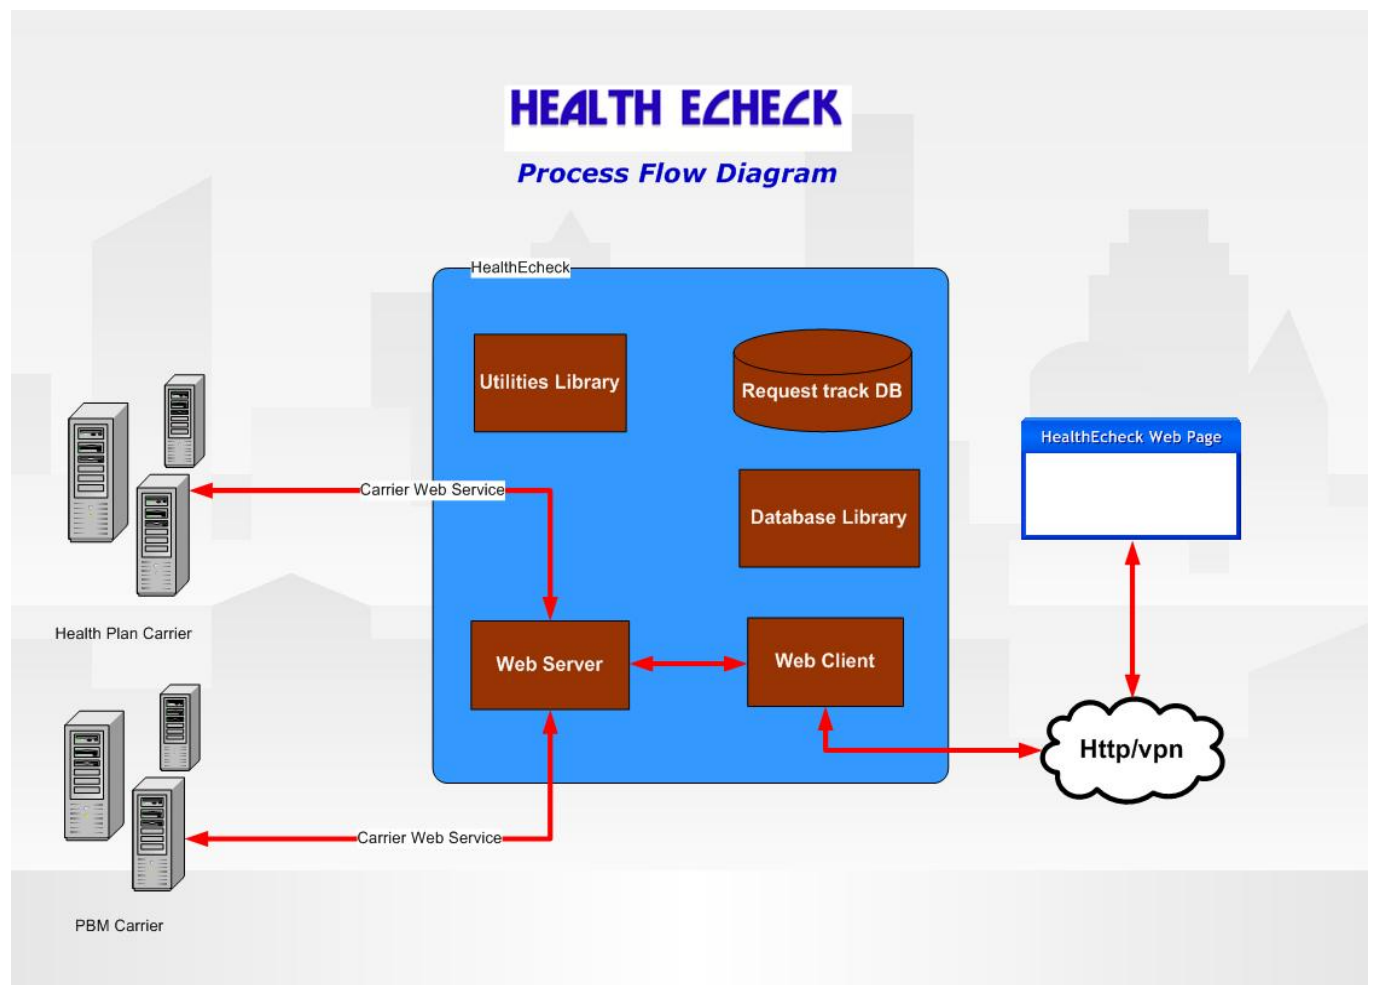 HEALTH ECHECK
Process Flow Diagram
HealthEcheck
Utilities Library
Request track DB
HealthEcheck Web Page
Carrier Web Service
Database Library
Health Plan Carrier
Web Server
Web Client
Http/vpn
Carrier Web Service
PBM Carrier